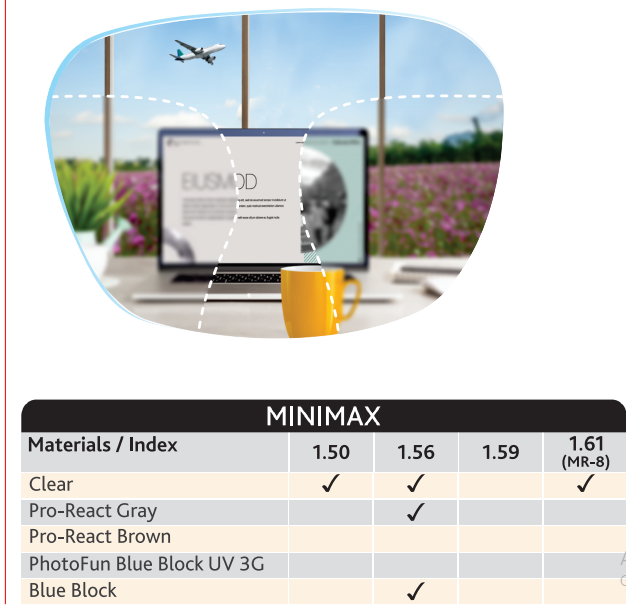 EUSMOD
MINIMAX
Materials / Index 1.50 1.56 1.59 1.61
(MR-8)
Clear ✓ ✓ ✓
Pro-React Gray ✓
Pro-React Brown
PhotoFun Blue Block UV 3G
Blue Block ✓